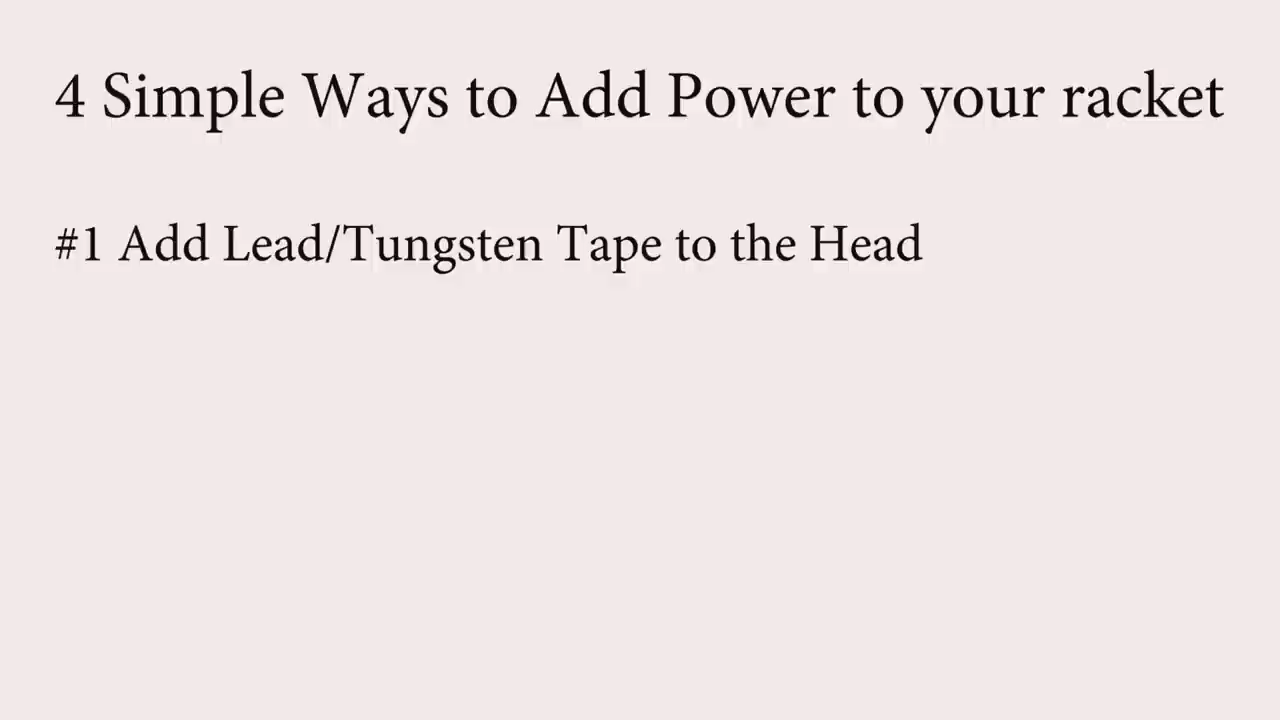 4 Simple Ways to Add Power to your racket
#1 Add Lead/Tungsten Tape to the Head